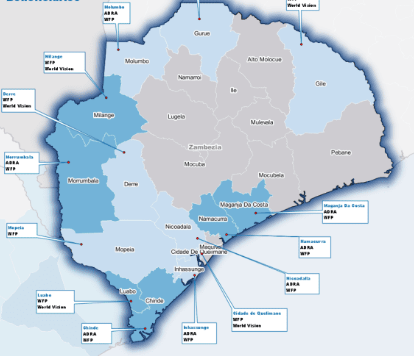 Molumbo
ADRA
WFP
World Vision
Gurue
Milange
WFP
World Vision
Molumbo
Alto Molocue
Namarroi
Ile
Gile
Derre
WFP
World Vision
Milange
Lugela
Mulevala
Zambezia
Pebane
Morrumbala
ADRA
WFP
Mocuba
Morrumbala
Derre
Mocubela
Maganja Da Costa
Maganja Da Costa
ADRA
WFP
Namacurra
Mopeia
WFP
Nicoadala
Mopeia
Cidade De Quelimane
Namacurra
ADRA
WFP
Inhassunge
Nicoadala
ADRA
WFP
Luabo
Chinde
Luabo
WFP
World Vision
Chinde
ADRA
WFP
Inhassunge
ADRA
WFP
Cidade de Quelimane
WFP
World Vision